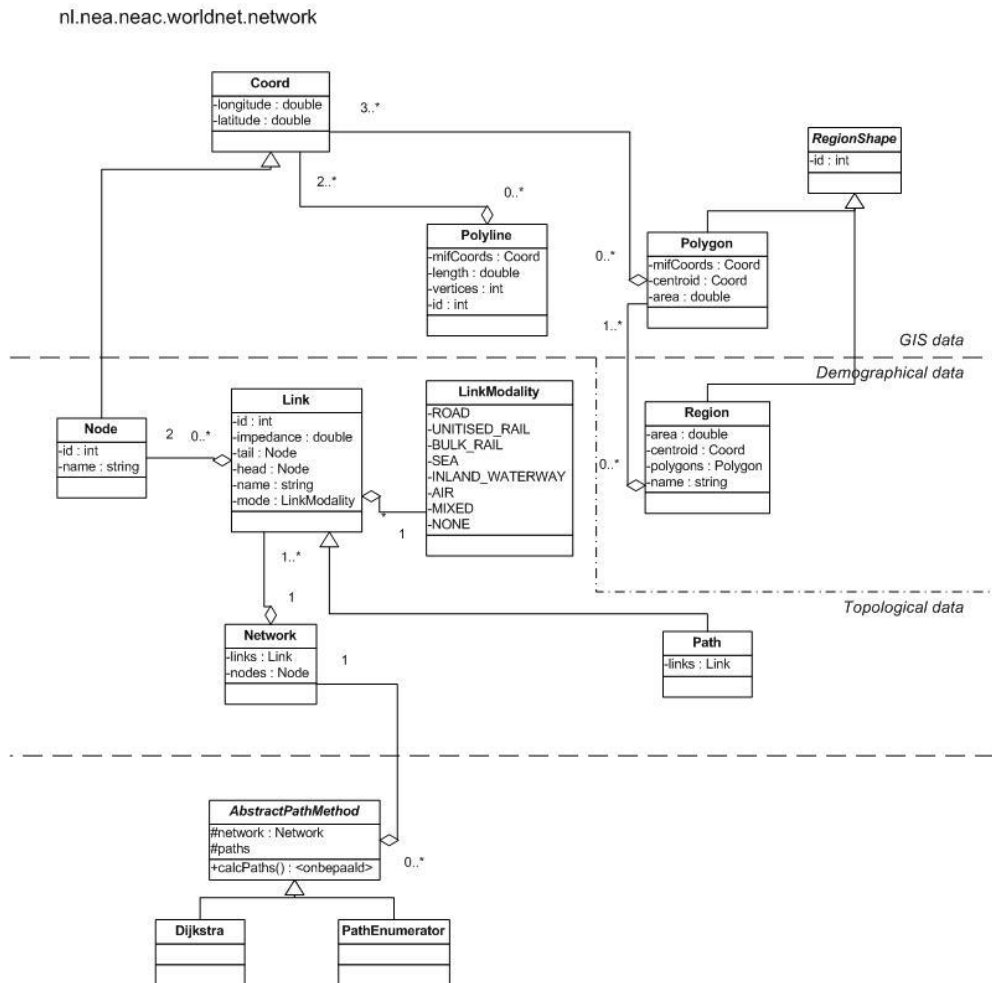 nl.nea.neac.worldnet.network
Coord
-longitude : double
-latitude : double
3..*
RegionShape
-id : int
2..*
0..*
Polyline
-mifCoords : Coord
-length : double
-vertices : int
-id : int
Polygon
-mifCoords : Coord
-centroid : Coord
-area : double
0..*
1..*
GIS data
Demographical data
Node
-id : int
-name : string
2
0..*
Link
-id : int
-impedance : double
-tail : Node
-head : Node
-name : string
-mode : LinkModality
LinkModality
-ROAD
-UNITISED_RAIL
-BULK_RAIL
-SEA
-INLAND_WATERWAY
-AIR
-MIXED
-NONE
*
1
Region
-area : double
-centroid : Coord
-polygons : Polygon
-name : string
0..*
1..*
1
Topological data
Network
-links : Link
-nodes : Node
1
Path
-links : Link
AbstractPathMethod
#network : Network
#paths
+calcPaths() : <onbepaald>
0..*
Dijkstra
PathEnumerator